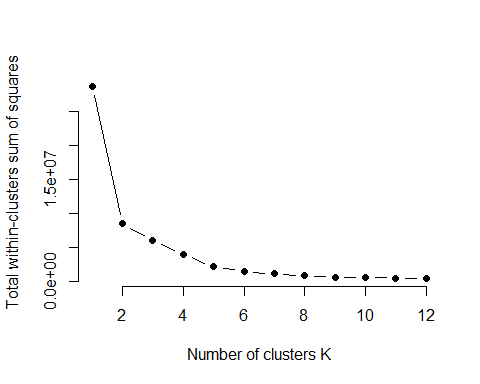 Total within-clusters sum of squares
0.0e+00 1.5e+07
2 4 6 8 10 12
Number of clusters K